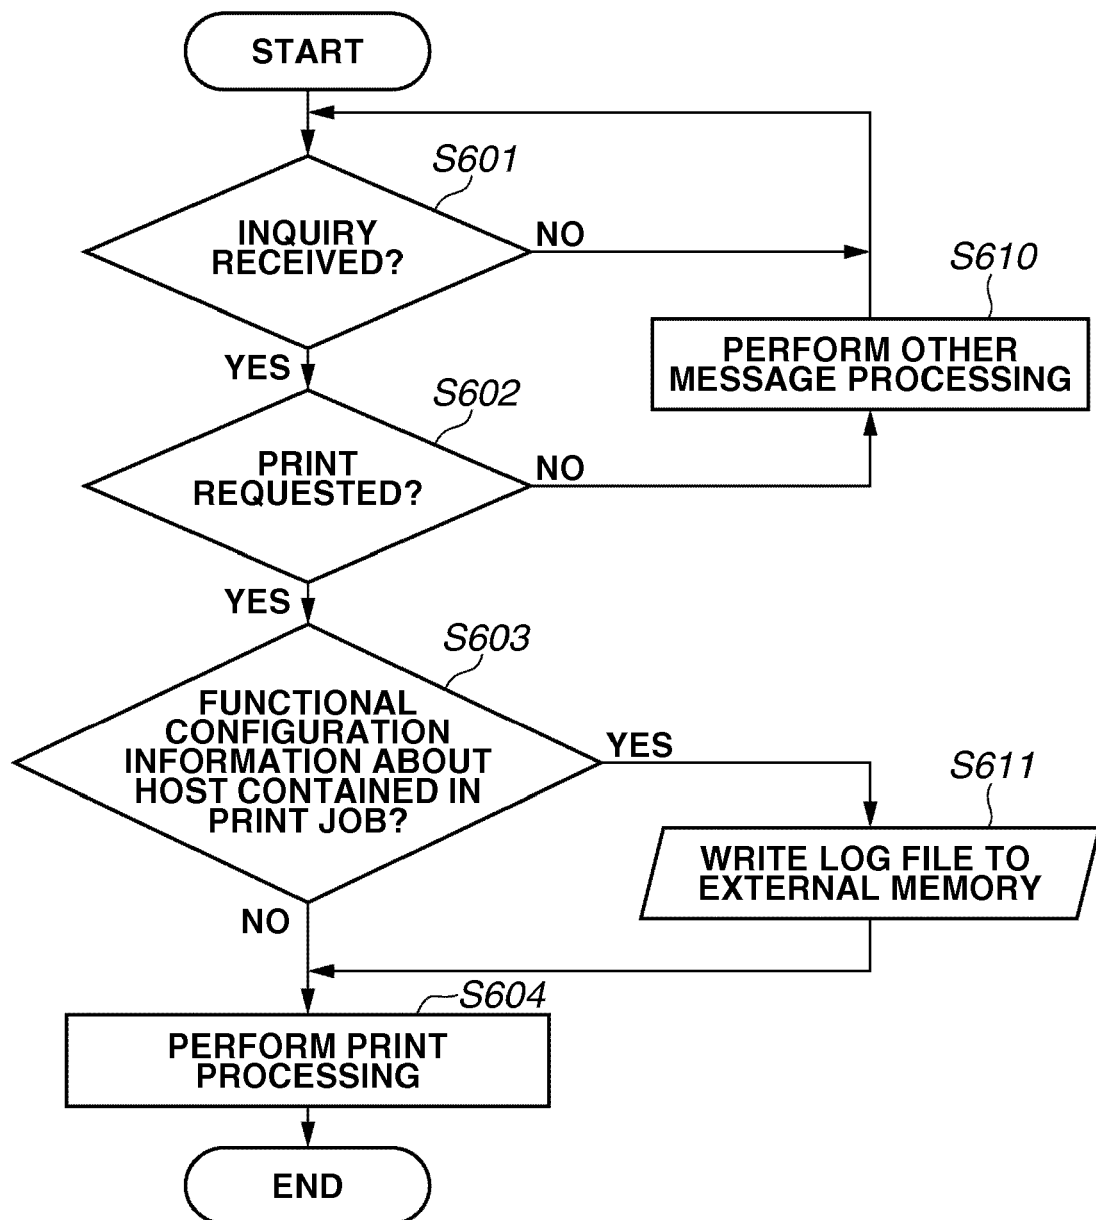 START
S601
INQUIRY
RECEIVED?
NO
YES
S610
PERFORM OTHER
MESSAGE PROCESSING
S602
PRINT
REQUESTED?
NO
YES
S603
FUNCTIONAL
CONFIGURATION
INFORMATION ABOUT
HOST CONTAINED IN
PRINT JOB?
YES
NO
S611
WRITE LOG FILE TO
EXTERNAL MEMORY
S604
PERFORM PRINT
PROCESSING
END